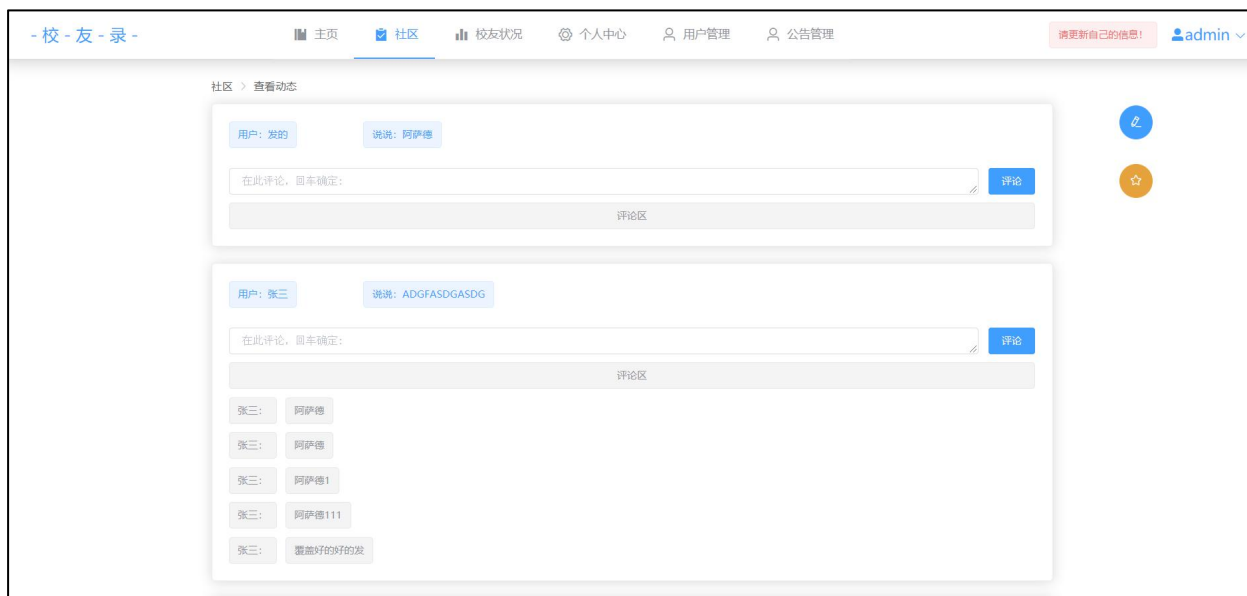 - 校 - 友 - 录 -
主页 社区 校友状况 个人中心 用户管理 公告管理
请更新自己的信息!
admin
社区 > 查看动态
用户: 发的 说说: 阿萨德
在此评论, 回车确定:
评论
评论区
用户: 张三 说说: ADGFASDGASDG
在此评论, 回车确定:
评论
评论区
张三: 阿萨德
张三: 阿萨德
张三: 阿萨德1
张三: 阿萨德111
张三: 覆盖好的好的发